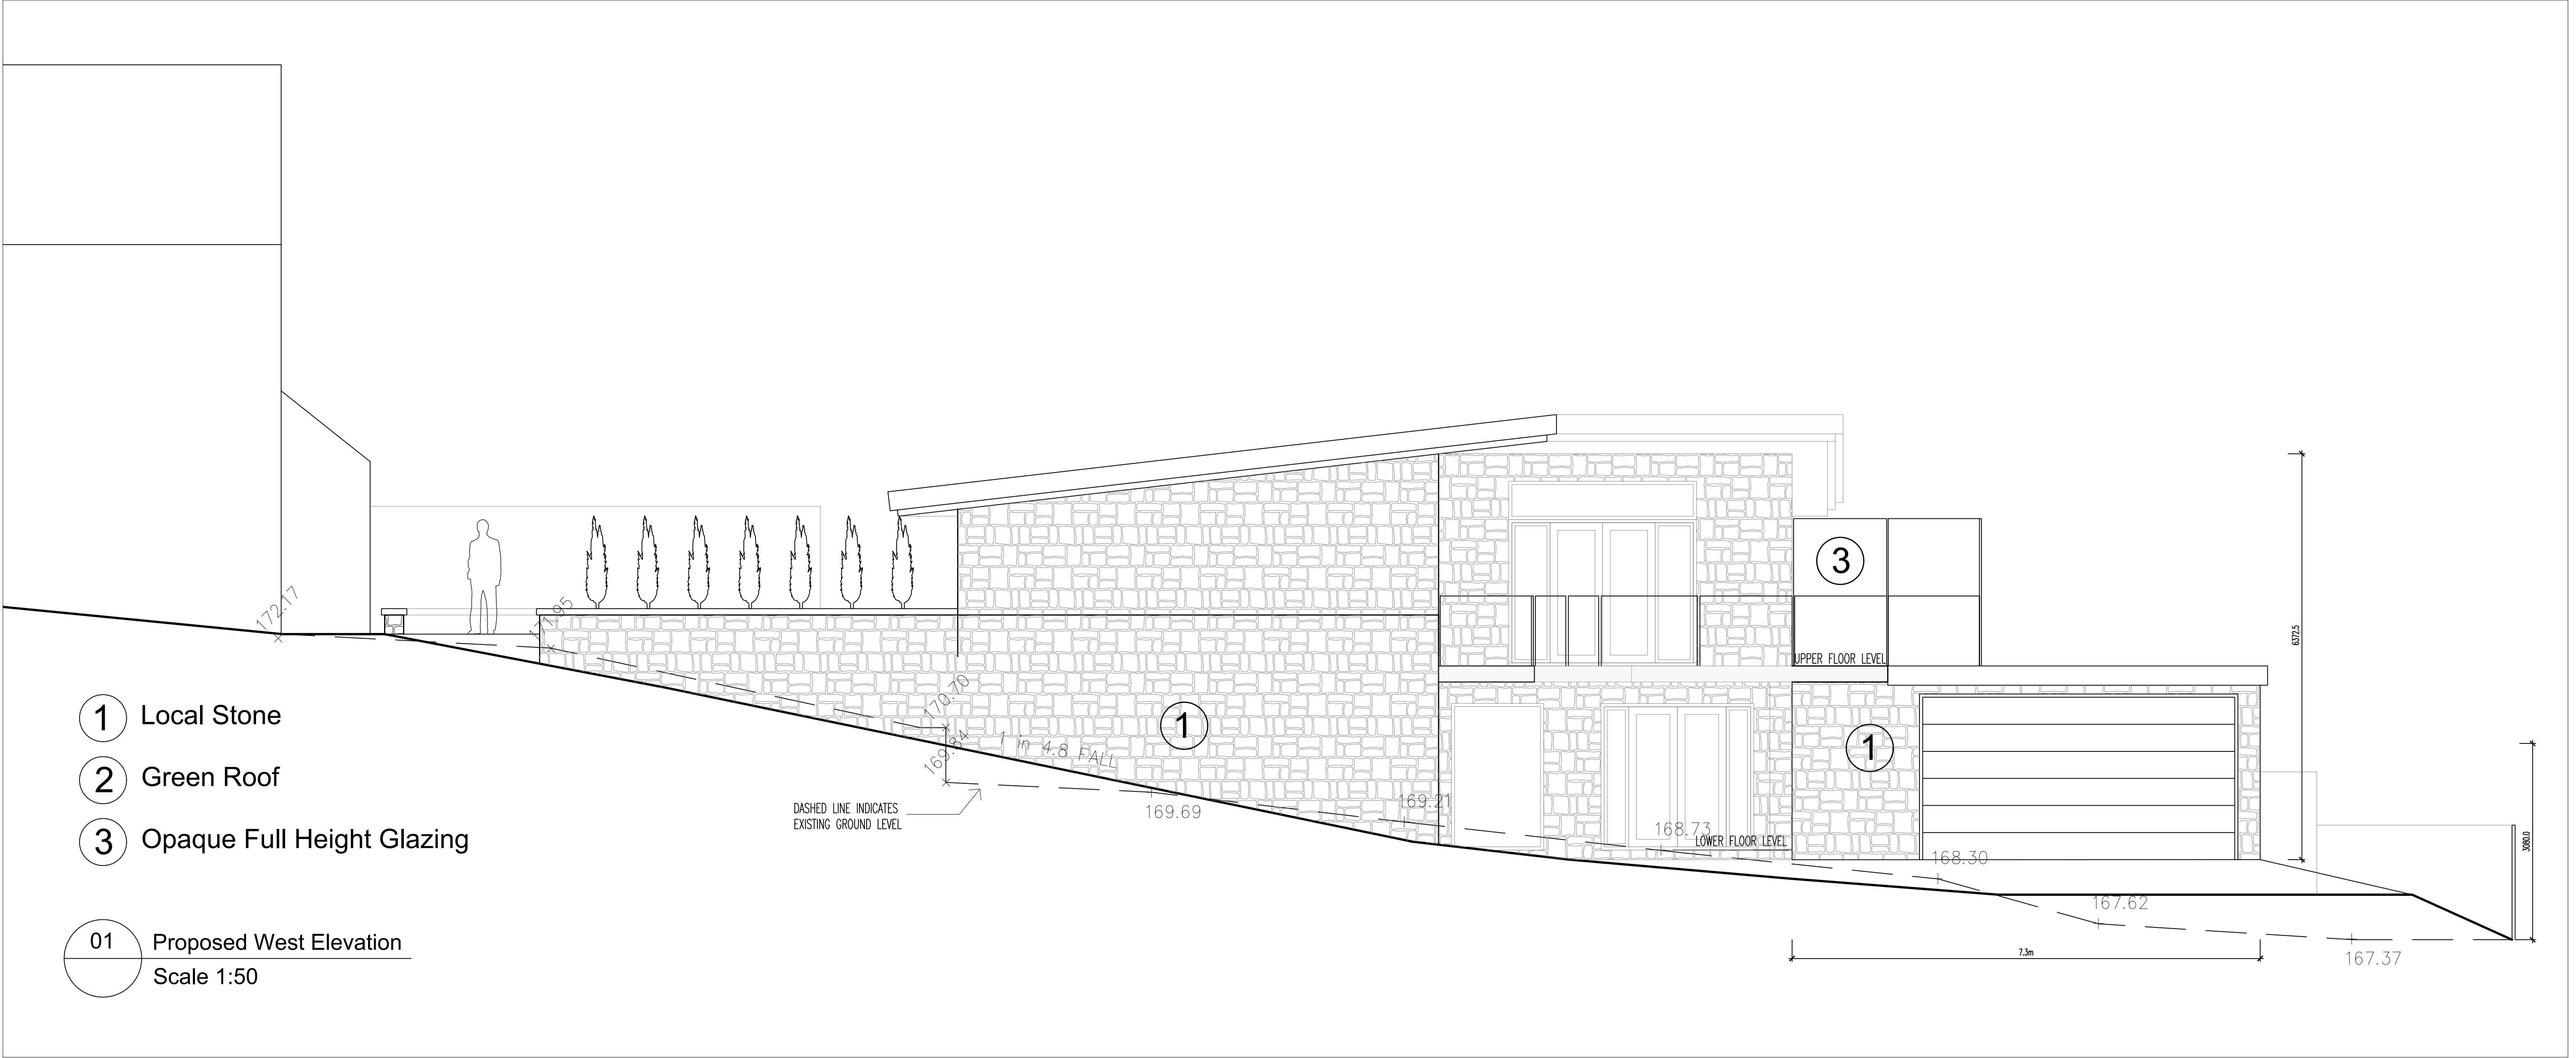 3
172.17
171.95
6372.5
UPPER FLOOR LEVEL
170.70
1 Local Stone
1
1
169.84
1 in 4.8 FALL
2 Green Roof
DASHED LINE INDICATES
EXISTING GROUND LEVEL
169.69
169.21
168.73
LOWER FLOOR LEVEL
3080.0
3 Opaque Full Height Glazing
168.30
167.62
01 Proposed West Elevation
Scale 1:50
7.3m
167.37